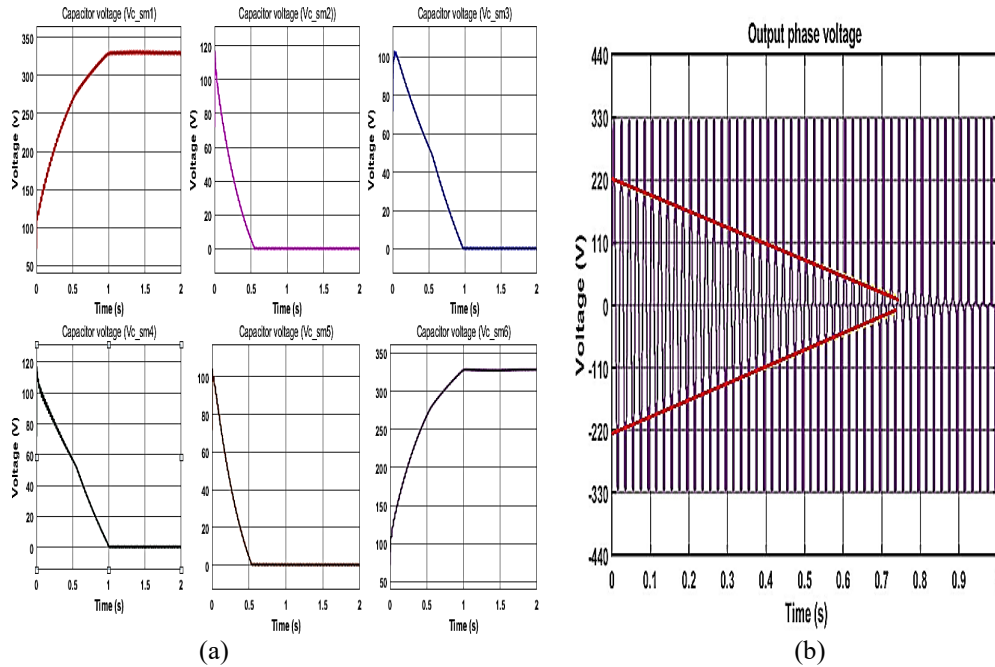 Capacitor voltage (Vc_sm1)
Voltage (V)
350
300
250
200
150
100
50
0 0.5 1 1.5 2
Time (s)
Capacitor voltage (Vc_sm2))
120
100
80
60
40
20
0
0 0.5 1 1.5 2
Time (s)
Capacitor voltage (Vc_sm3)
Voltage (V)
100
80
60
40
20
0
0 0.5 1 1.5 2
Time (s)
Capacitor voltage (Vc_sm4)
Voltage (V)
120
100
80
60
40
20
0
0 0.5 1 1.5 2
Time (s)
Capacitor voltage (Vc_sm5)
100
80
60
40
20
0
0 0.5 1 1.5 2
Time (s)
Capacitor voltage (Vc_sm6)
350
300
250
200
150
100
50
0 0.5 1 1.5 2
Time (s)
(a)
Output phase voltage
Voltage (V)
440
330
220
110
0
-110
-220
-330
-440
0 0.1 0.2 0.3 0.4 0.5 0.6 0.7 0.8 0.9
Time (s)
(b)